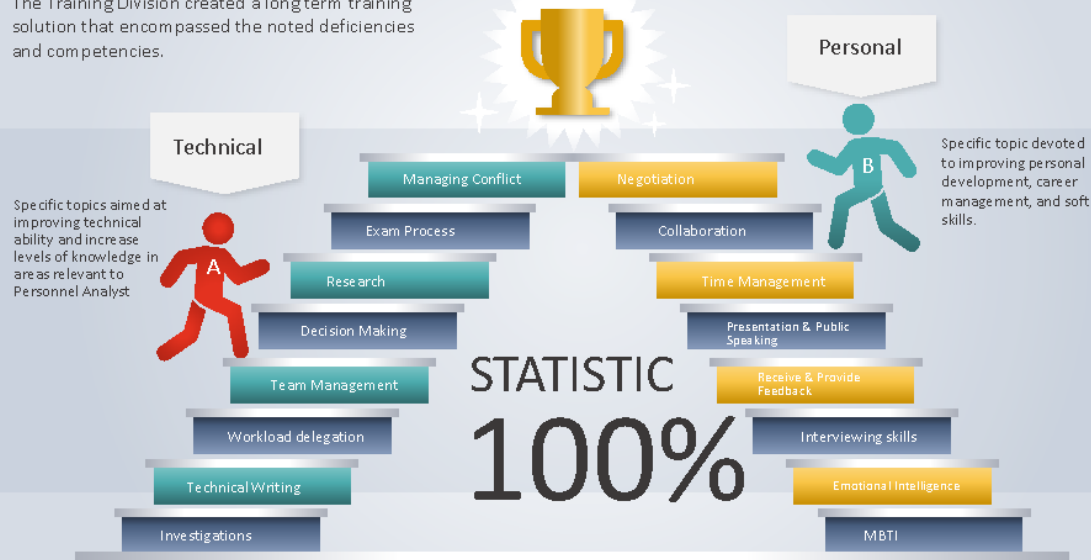 The Training Division created a long term training
solution that encompassed the noted deficiencies
and competencies.
Technical
Specific topics aimed at
improving technical
ability and increase
levels of knowledge in
areas relevant to
Personnel Analyst
A
Personal
B
Specific topic devoted
to improving personal
development, career
management, and soft
skills.
Managing Conflict
Exam Process
Research
Decision Making
Team Management
Workload delegation
Technical Writing
Investigations
Negotiation
Collaboration
Time Management
Presentation & Public
Speaking
Receive & Provide
Feedback
Interviewing skills
Emotional Intelligence
MBTI
STATISTIC
100%